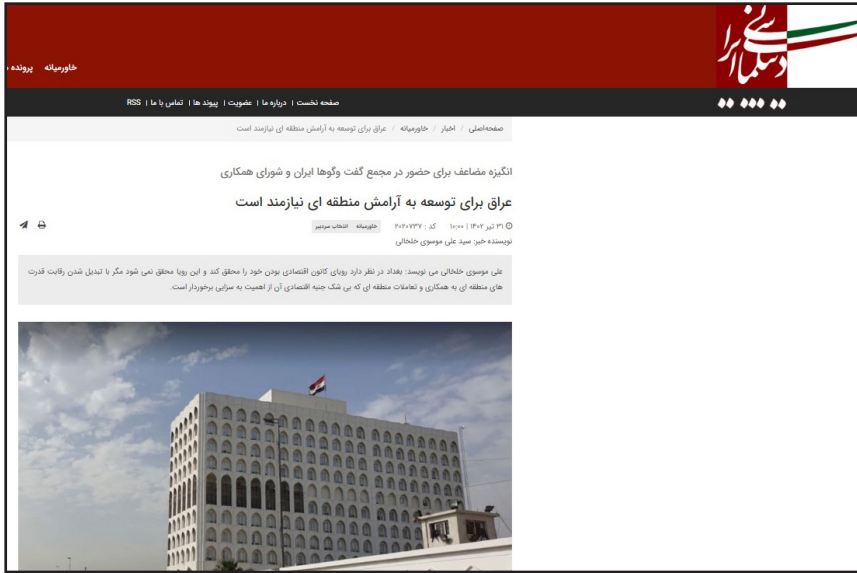 دیپلماسی ایرانی
خاورمیانه پرونده
صفحه نخست | درباره ما | عضویت | پیوند ها | تماس با ما | RSS
صفحه‌اصلی / اخبار / خاورمیانه / عراق برای توسعه به آرامش منطقه ای نیازمند است
انگیزه مضاعف برای حضور در مجمع گفت وگوها ایران و شورای همکاری
عراق برای توسعه به آرامش منطقه ای نیازمند است
۳۱ تیر ۱۴۰۲ | ۱۰:۰۰ کد : ۲۰۲۰۷۳۷ خاورمیانه انتخاب سردبیر
نویسنده خبر: سید علی موسوی خلخالی
علی موسوی خلخالی می نویسد: بغداد در نظر دارد رویای کانون اقتصادی بودن خود را محقق کند و این رویا محقق نمی شود مگر با تبدیل شدن رقابت قدرت
های منطقه ای به همکاری و تعاملات منطقه ای که بی شک جنبه اقتصادی آن از اهمیت به سزایی برخوردار است.